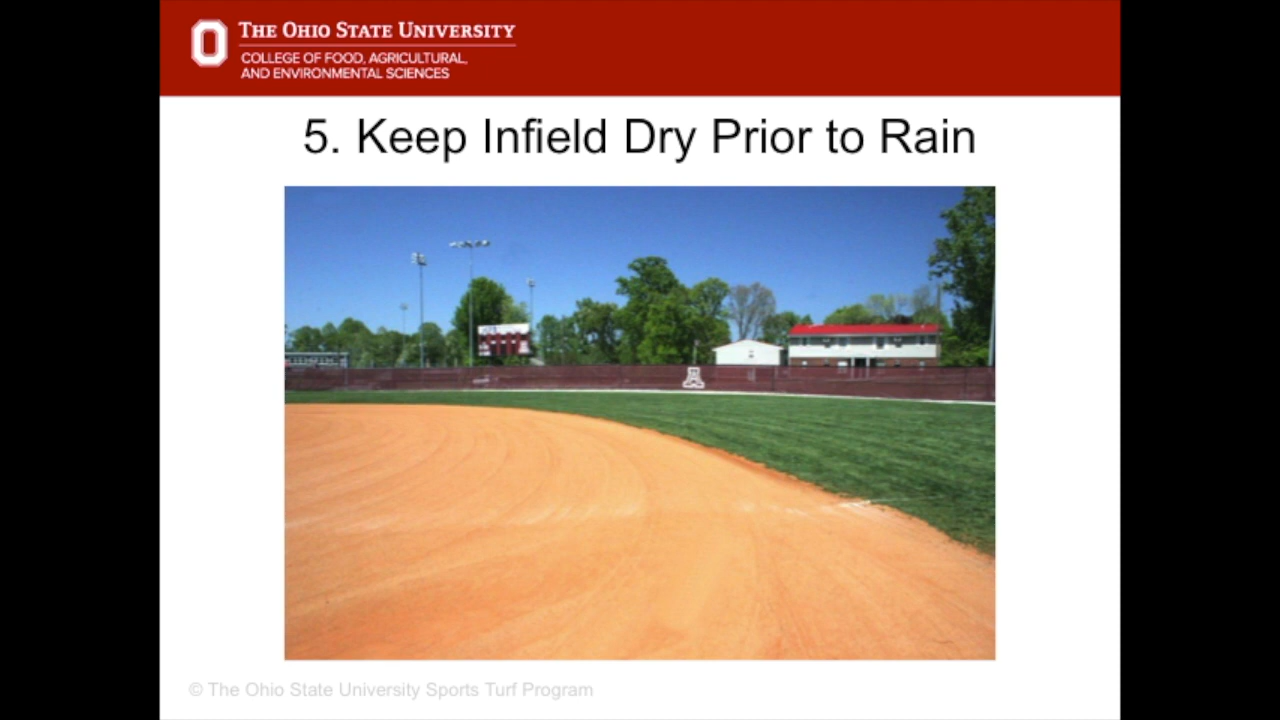 THE OHIO STATE UNIVERSITY
COLLEGE OF FOOD, AGRICULTURAL,
AND ENVIRONMENTAL SCIENCES
5. Keep Infield Dry Prior to Rain
A
© The Ohio State University Sports Turf Program